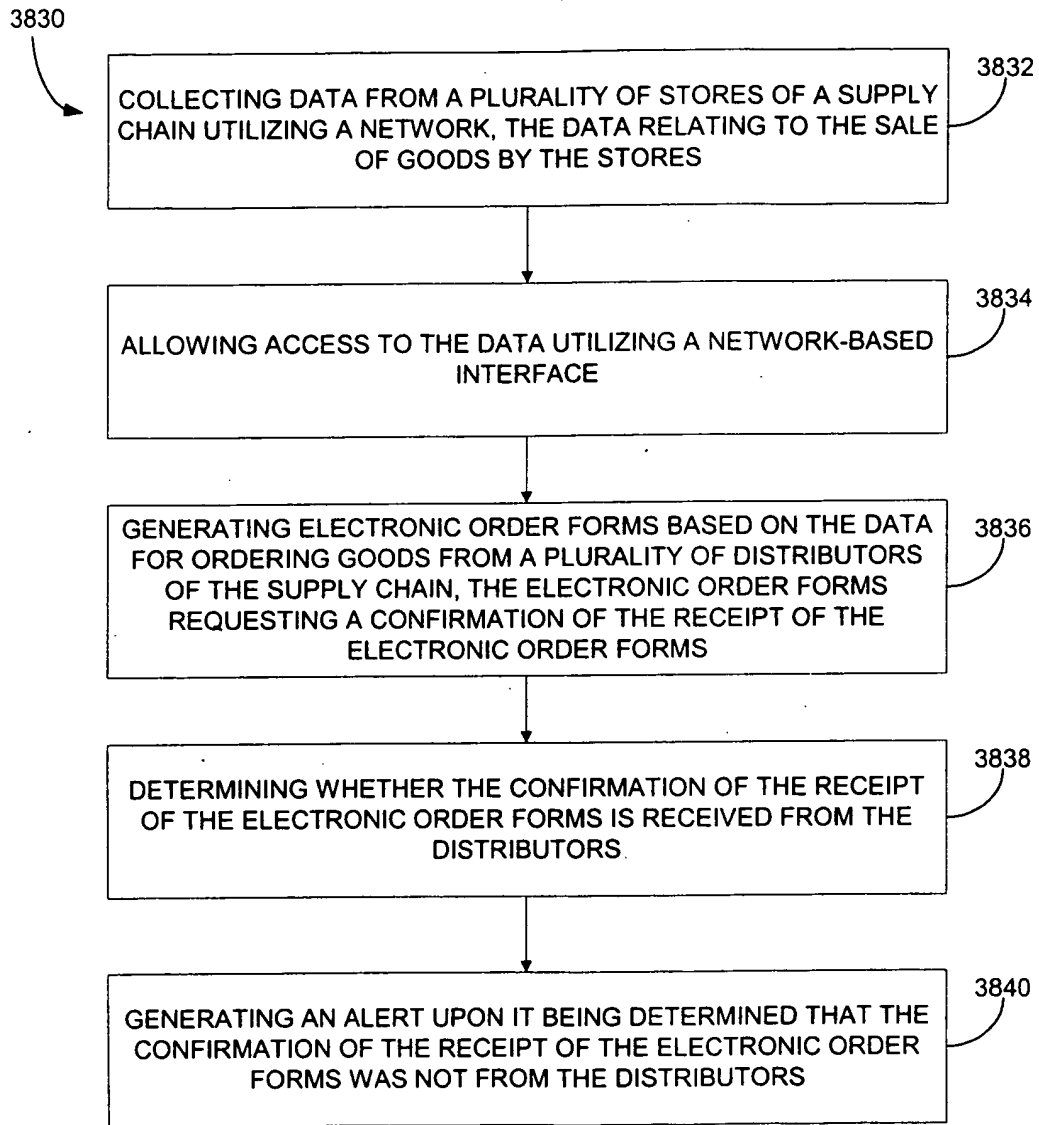 3830
3832
COLLECTING DATA FROM A PLURALITY OF STORES OF A SUPPLY
CHAIN UTILIZING A NETWORK, THE DATA RELATING TO THE SALE
OF GOODS BY THE STORES
3834
ALLOWING ACCESS TO THE DATA UTILIZING A NETWORK-BASED
INTERFACE
3836
GENERATING ELECTRONIC ORDER FORMS BASED ON THE DATA
FOR ORDERING GOODS FROM A PLURALITY OF DISTRIBUTORS
OF THE SUPPLY CHAIN, THE ELECTRONIC ORDER FORMS
REQUESTING A CONFIRMATION OF THE RECEIPT OF THE
ELECTRONIC ORDER FORMS
3838
DETERMINING WHETHER THE CONFIRMATION OF THE RECEIPT
OF THE ELECTRONIC ORDER FORMS IS RECEIVED FROM THE
DISTRIBUTORS
3840
GENERATING AN ALERT UPON IT BEING DETERMINED THAT THE
CONFIRMATION OF THE RECEIPT OF THE ELECTRONIC ORDER
FORMS WAS NOT FROM THE DISTRIBUTORS